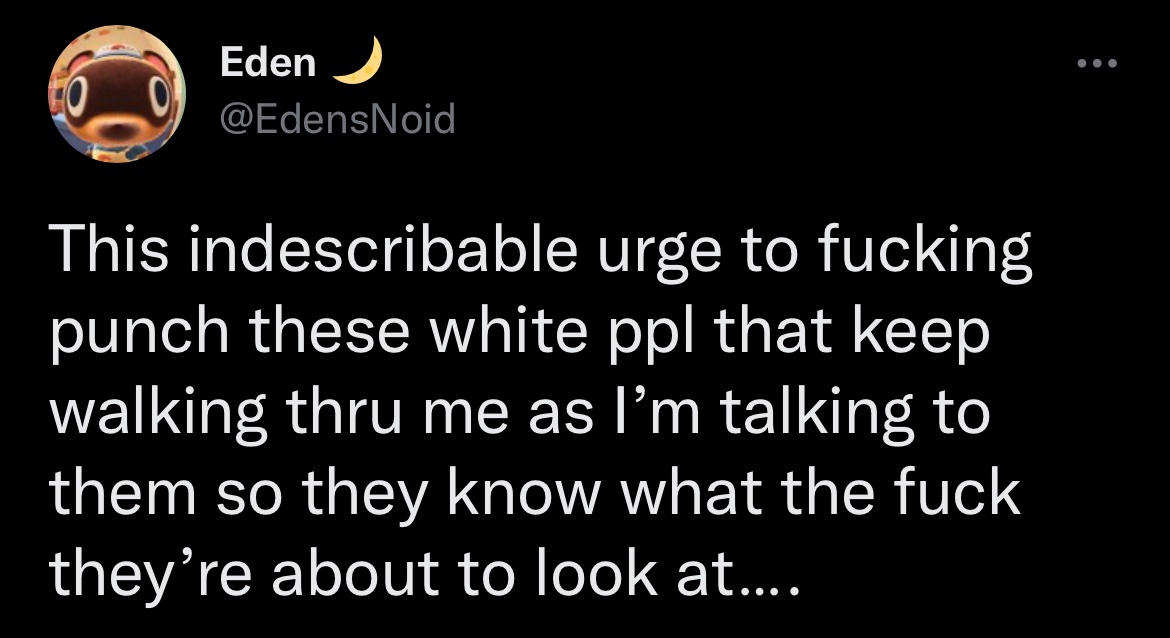 Eden 🌙
@EdensNoid
This indescribable urge to fucking
punch these white ppl that keep
walking thru me as I’m talking to
them so they know what the fuck
they’re about to look at….